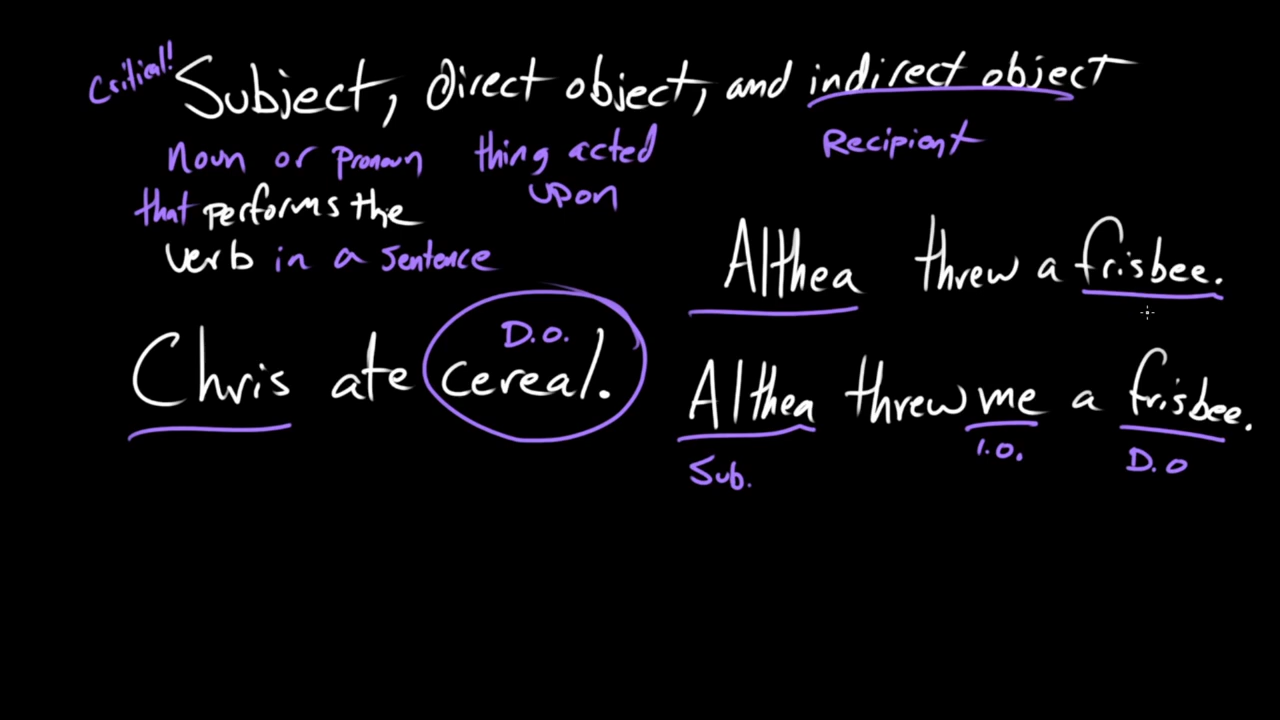 Critical!
Subject, direct object, and indirect object
noun or pronoun
that performs the
verb in a sentence
thing acted
upon
Recipient
Chris ate cereal.
D.O.
Althea threw a frisbee.
Althea threw me a frisbee.
Sub.
I.O.
D.O